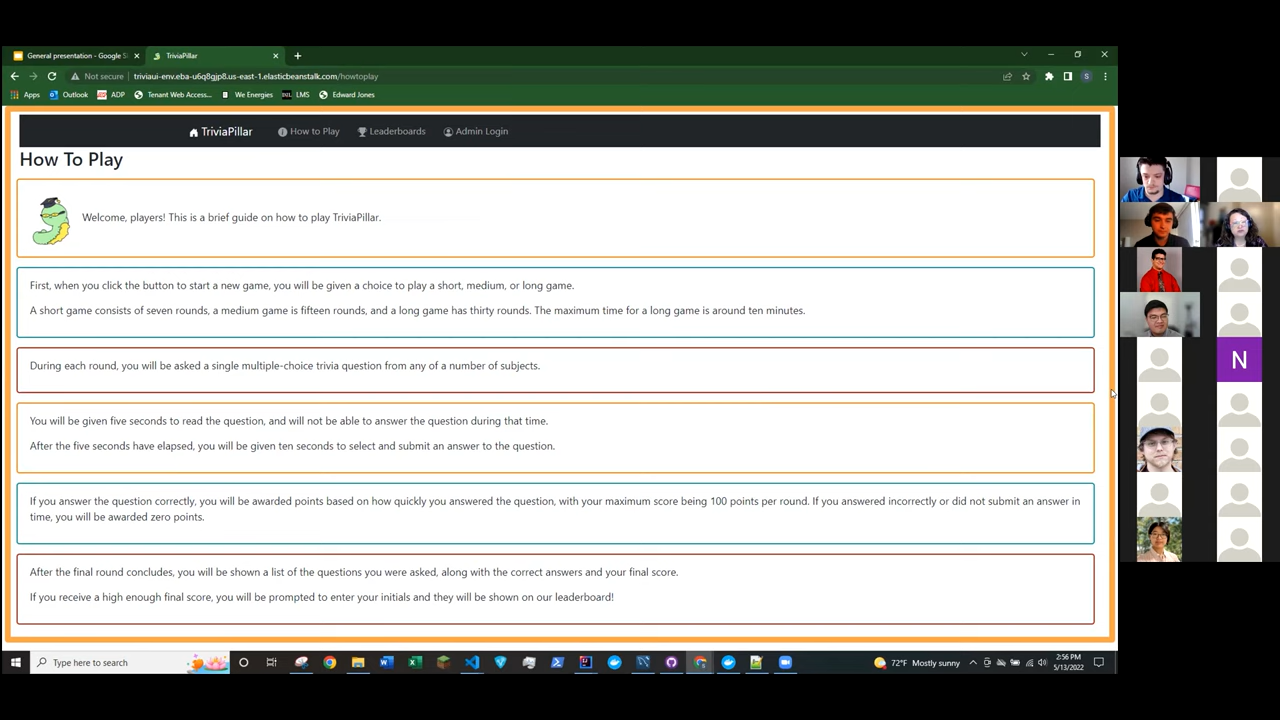 General presentation - Google Sl
TriviaPillar
Not secure
triviaui-env.eba-u6q8gjp8.us-east-1.elasticbeanstalk.com/howtoplay
S
Apps
Outlook
ADP
Tenant Web Access...
We Energies
LMS
Edward Jones
TriviaPillar
How to Play
Leaderboards
Admin Login
How To Play
Welcome, players! This is a brief guide on how to play TriviaPillar.
First, when you click the button to start a new game, you will be given a choice to play a short, medium, or long game.
A short game consists of seven rounds, a medium game is fifteen rounds, and a long game has thirty rounds. The maximum time for a long game is around ten minutes.
During each round, you will be asked a single multiple-choice trivia question from any of a number of subjects.
You will be given five seconds to read the question, and will not be able to answer the question during that time.
After the five seconds have elapsed, you will be given ten seconds to select and submit an answer to the question.
If you answer the question correctly, you will be awarded points based on how quickly you answered the question, with your maximum score being 100 points per round. If you answered incorrectly or did not submit an answer in
time, you will be awarded zero points.
After the final round concludes, you will be shown a list of the questions you were asked, along with the correct answers and your final score.
If you receive a high enough final score, you will be prompted to enter your initials and they will be shown on our leaderboard!
N
Type here to search
72°F Mostly sunny
2:56 PM
5/13/2022